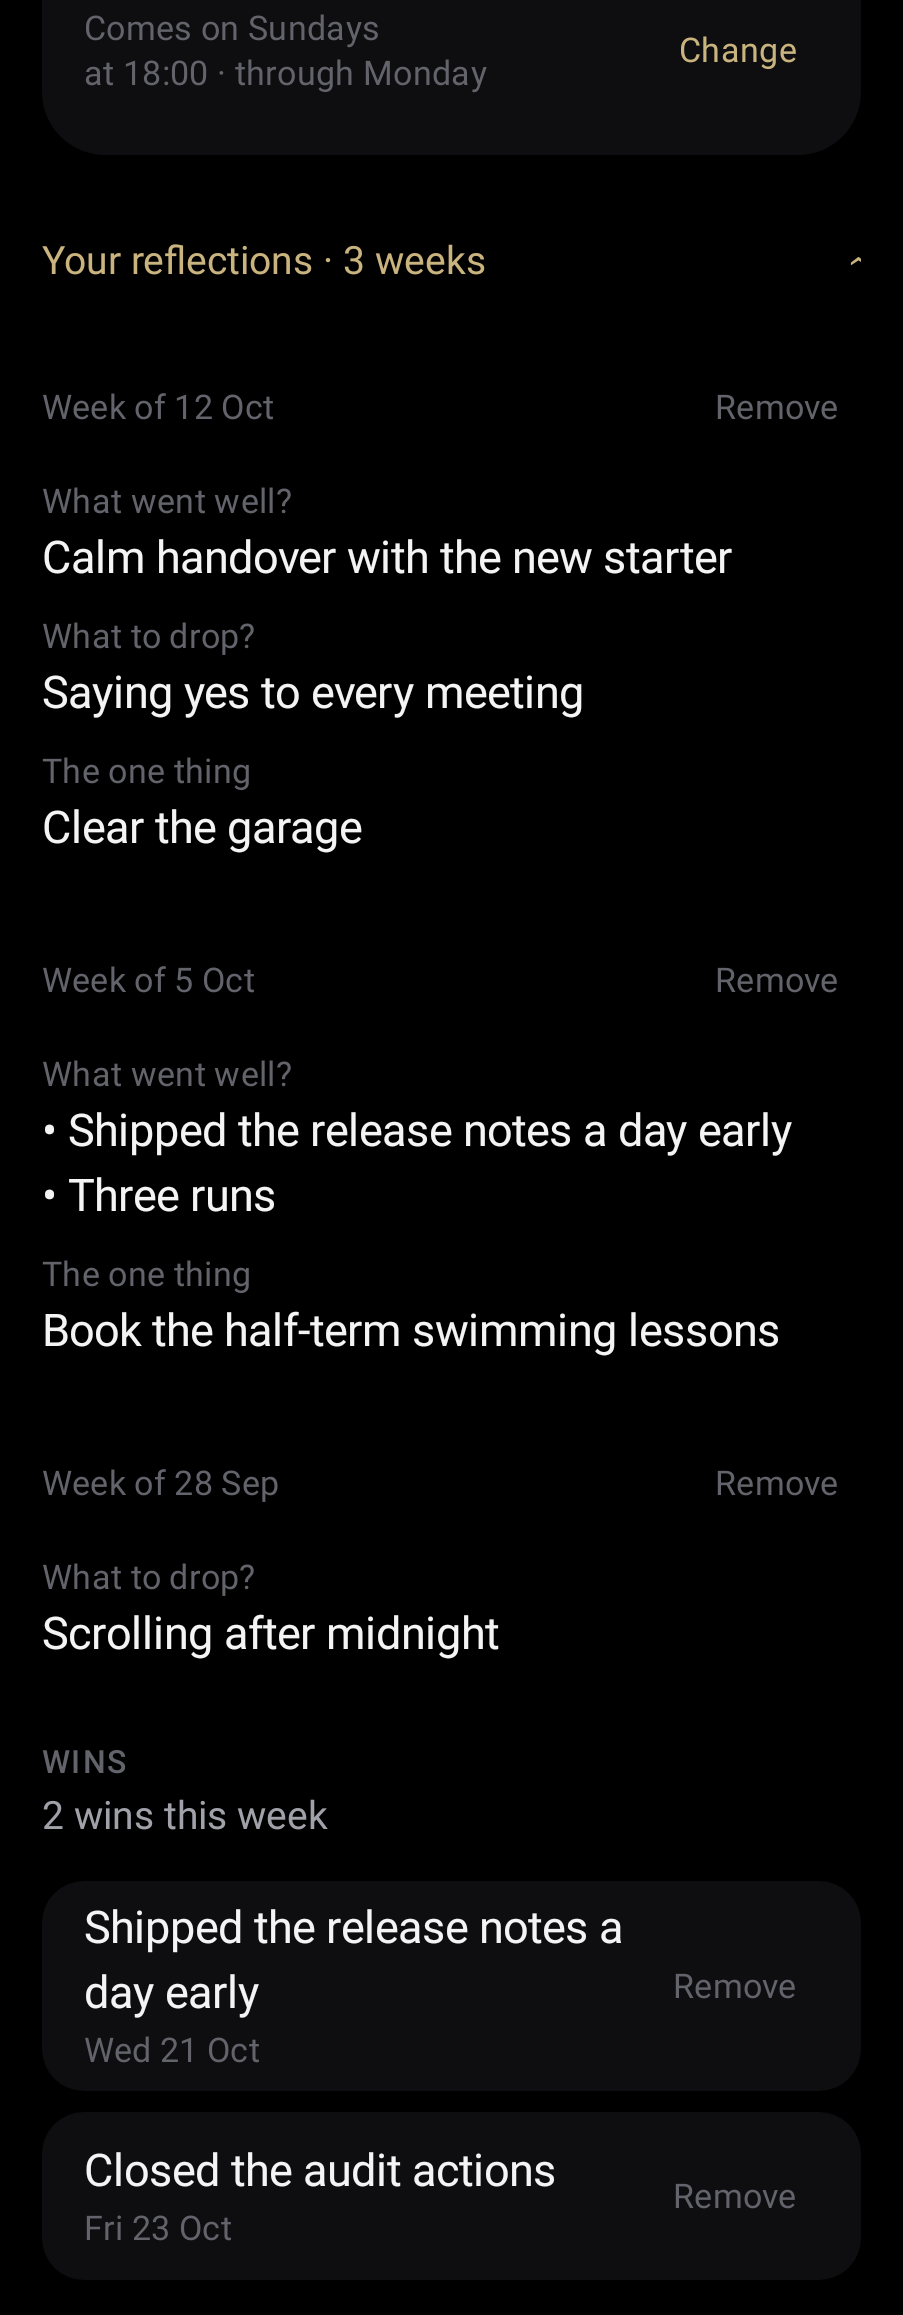 Comes on Sundays
at 18:00 · through Monday
Change
Your reflections · 3 weeks
Week of 12 Oct
Remove
What went well?
Calm handover with the new starter
What to drop?
Saying yes to every meeting
The one thing
Clear the garage
Week of 5 Oct
Remove
What went well?
• Shipped the release notes a day early
• Three runs
The one thing
Book the half-term swimming lessons
Week of 28 Sep
Remove
What to drop?
Scrolling after midnight
WINS
2 wins this week
Shipped the release notes a
day early
Wed 21 Oct
Remove
Closed the audit actions
Fri 23 Oct
Remove